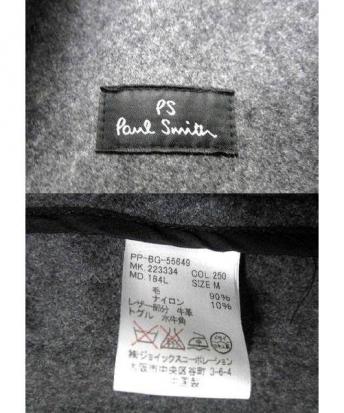 PS
Paul Smith
PP-BG-55649
MK.223334 COL.250
MD.184L SIZE M
毛 90%
ナイロン 10%
レザー部分 牛革
トグル 水牛角
㈱ジョイックスコーポレーション
大阪市中央区谷町 3-6-4
中国製